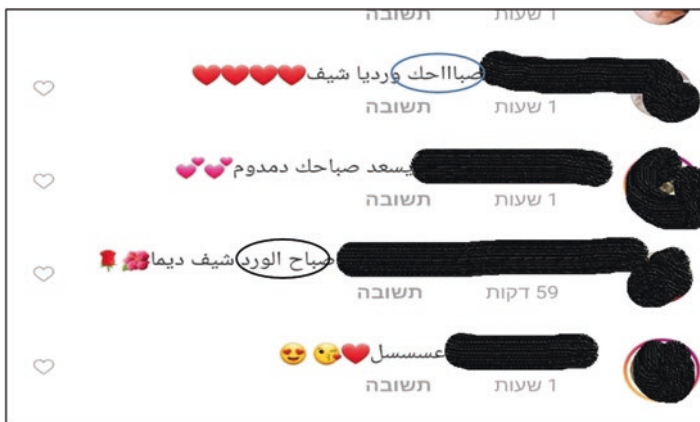 1 שעות תשובה
صباااحك ورديا شيف❤️❤️❤️❤️
1 שעות תשובה
يسعد صباحك دمدوم💕💕
1 שעות תשובה
صباح الورد شيف ديما🌺🌹
59 דקות תשובה
عسسسل❤️😘😍
1 שעות תשובה